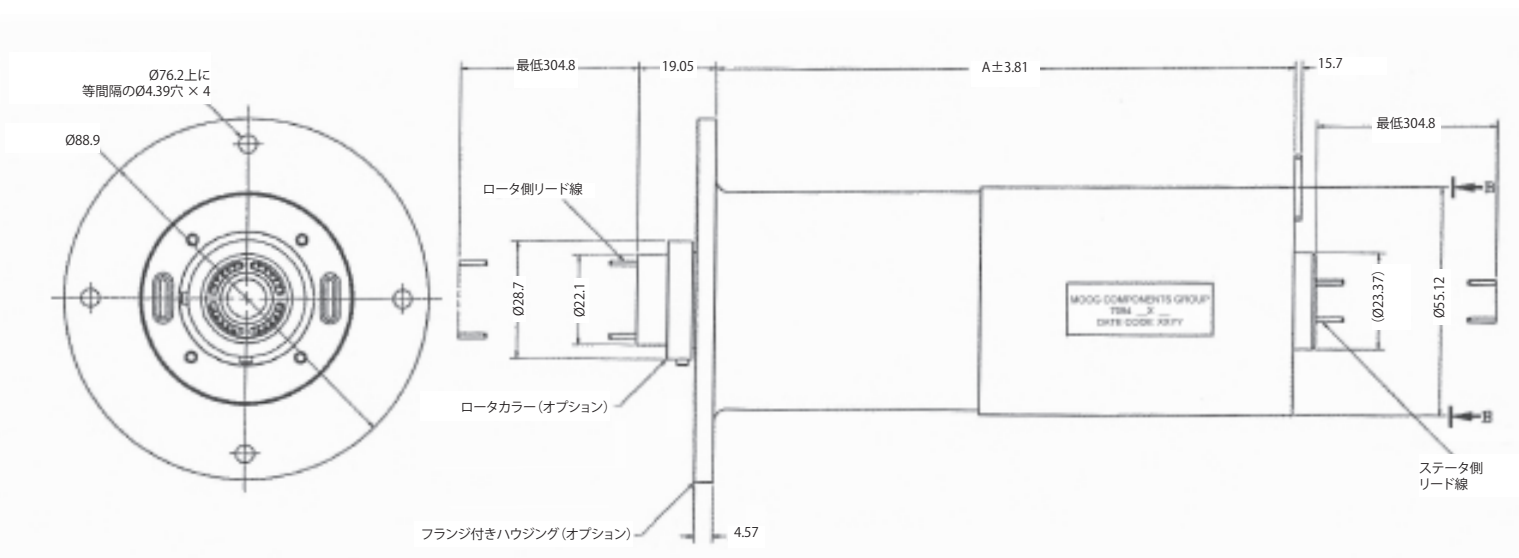 Ø76.2上に
等間隔のØ4.39穴 × 4
Ø88.9
最低304.8
19.05
A±3.81
15.7
最低304.8
ロータ側リード線
Ø28.7
Ø22.1
MOOG COMPONENTS GROUP
DATE CODE XXYY
(Ø23.37)
Ø55.12
B
B
ロータカラー（オプション）
ステータ側
リード線
フランジ付きハウジング（オプション）
4.57